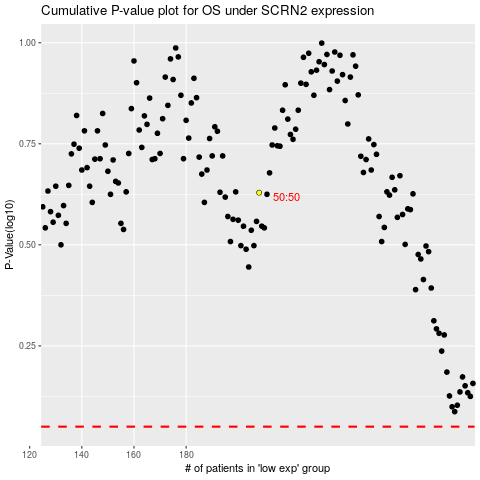 Cumulative P-value plot for OS under SCRN2 expression
1.00
0.75
0.50
0.25
P-Value(log10)
50:50
120 140 160 180
# of patients in 'low exp' group